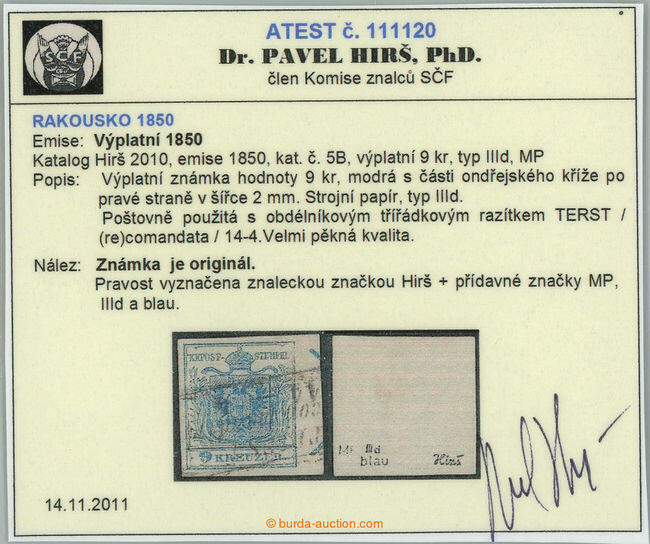 SČF
ATEST č. 111120
Dr. PAVEL HIRŠ, PhD.
člen Komise znalců SČF
RAKOUSKO 1850
Emise: Výplatní 1850
Katalog Hirš 2010, emise 1850, kat. č. 5B, výplatní 9 kr, typ IIId, MP
Popis: Výplatní známka hodnoty 9 kr, modrá s části ondřejského kříže po
pravé straně v šířce 2 mm. Strojní papír, typ IIId.
Poštovně použitá s obdélníkovým třířádkovým razítkem TERST /
(re)comandata / 14-4.Velmi pěkná kvalita.
Nález: Známka je originál.
Pravost vyznačena znaleckou značkou Hirš + přídavné značky MP,
IIId a blau.
KKPOST-STEMPEL
9 KREUZER
MP IIId
blau
Hirš
14.11.2011
© burda-auction.com